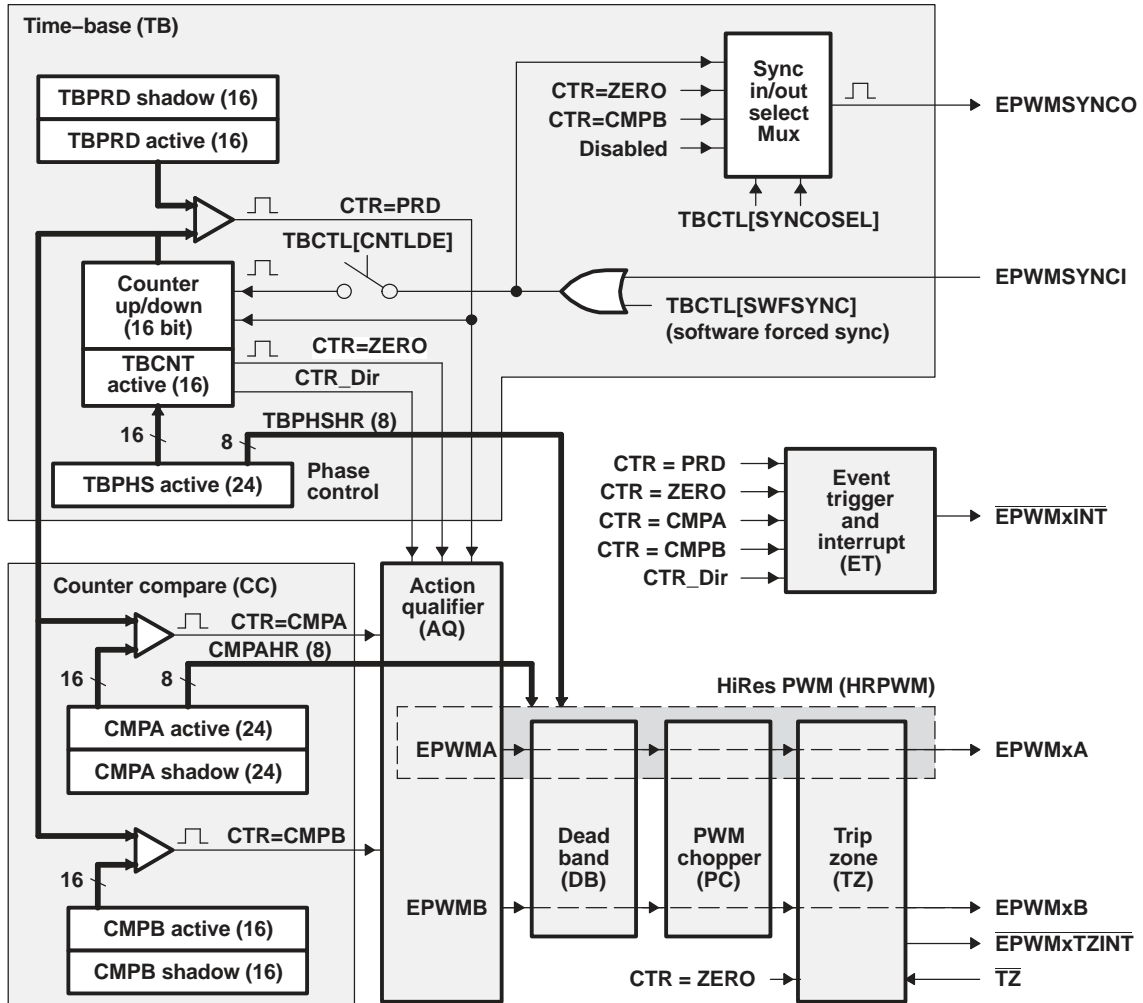 Time–base (TB)
TBPRD shadow (16)
TBPRD active (16)
CTR=ZERO
CTR=CMPB
Disabled
Sync
in/out
select
Mux
EPWMSYNCO
TBCTL[SYNCOSEL]
CTR=PRD
TBCTL[CNTLDE]
Counter
up/down
(16 bit)
TBCNT
active (16)
EPWMSYNCI
TBCTL[SWFSYNC]
(software forced sync)
CTR=ZERO
CTR_Dir
16
8
TBPHSHR (8)
TBPHS active (24)
Phase
control
CTR = PRD
CTR = ZERO
CTR = CMPA
CTR = CMPB
CTR_Dir
Event
trigger
and
interrupt
(ET)
EPWMxINT
Counter compare (CC)
CTR=CMPA
CMPAHR (8)
16
8
CMPA active (24)
CMPA shadow (24)
CTR=CMPB
16
CMPB active (16)
CMPB shadow (16)
Action
qualifier
(AQ)
HiRes PWM (HRPWM)
EPWMA
EPWMxA
Dead
band
(DB)
PWM
chopper
(PC)
Trip
zone
(TZ)
EPWMB
EPWMxB
EPWMxTZINT
CTR = ZERO
TZ